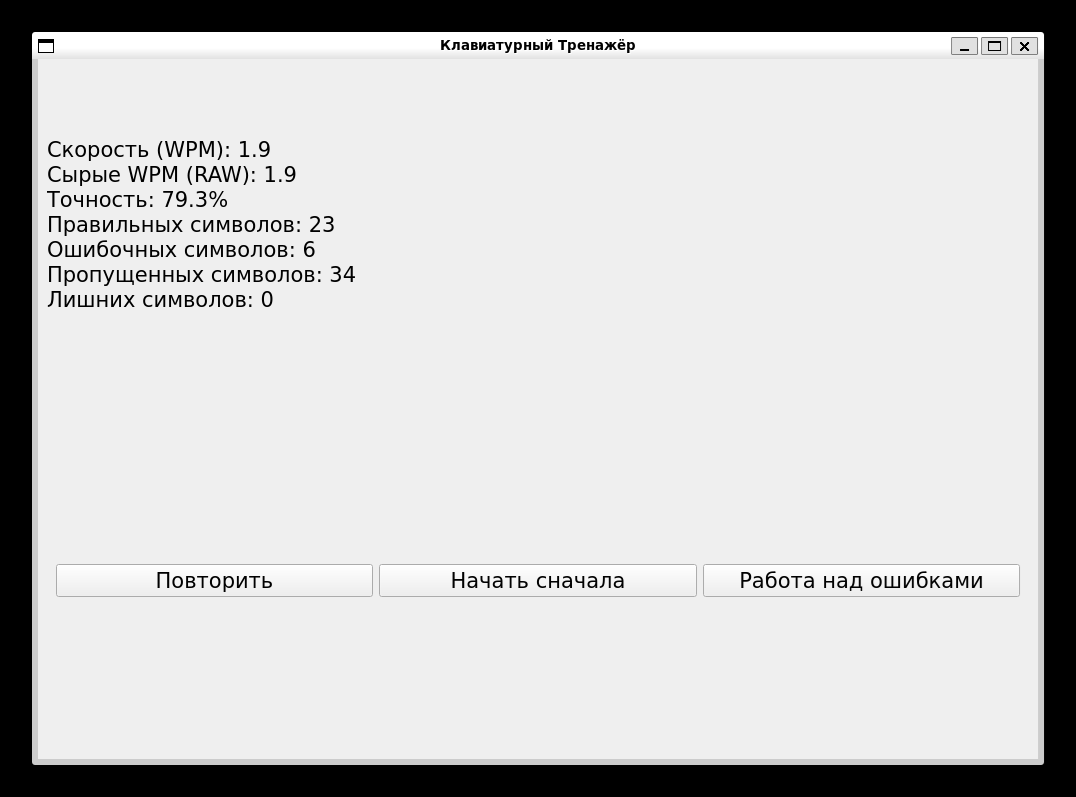 Клавиатурный Тренажёр
Скорость (WPM): 1.9
Сырые WPM (RAW): 1.9
Точность: 79.3%
Правильных символов: 23
Ошибочных символов: 6
Пропущенных символов: 34
Лишних символов: 0
Повторить
Начать сначала
Работа над ошибками